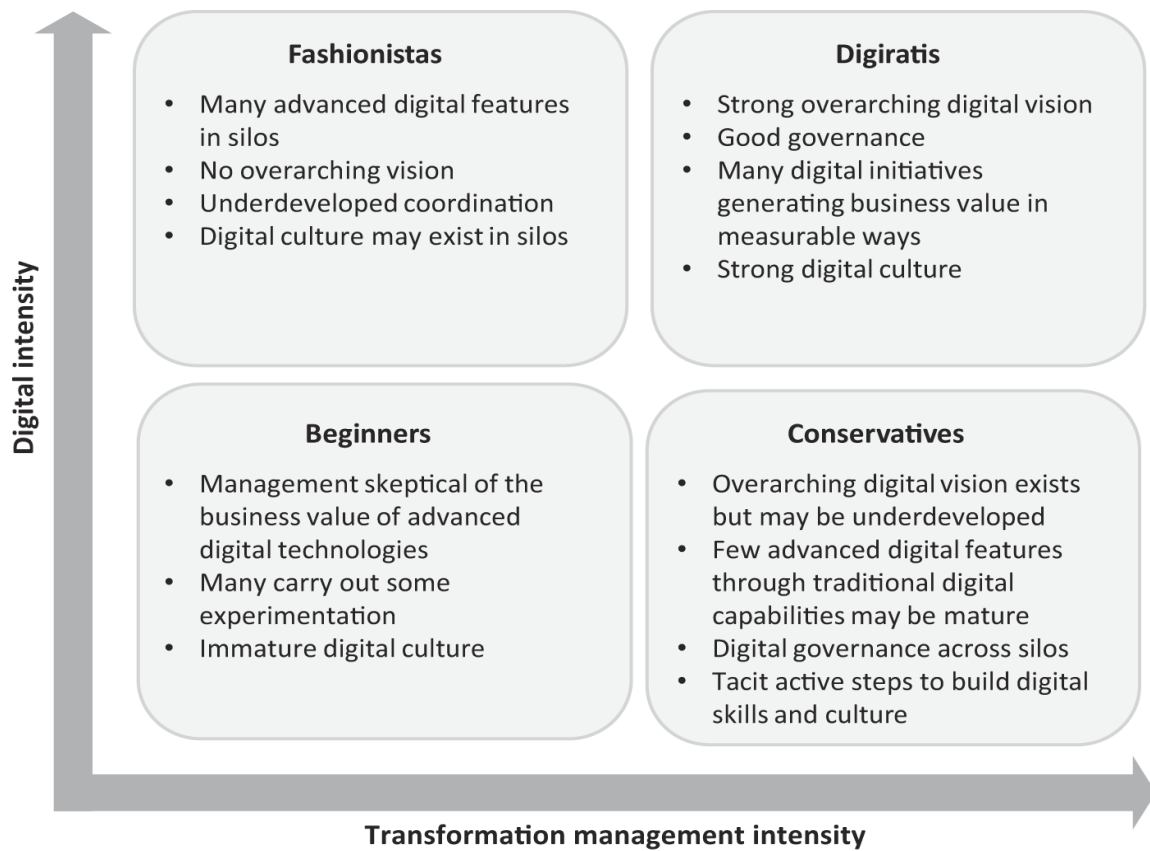 Digital intensity
Fashionistas
• Many advanced digital features
in silos
• No overarching vision
• Underdeveloped coordination
• Digital culture may exist in silos
Digiratis
• Strong overarching digital vision
• Good governance
• Many digital initiatives
generating business value in
measurable ways
• Strong digital culture
Beginners
• Management skeptical of the
business value of advanced
digital technologies
• Many carry out some
experimentation
• Immature digital culture
Conservatives
• Overarching digital vision exists
but may be underdeveloped
• Few advanced digital features
through traditional digital
capabilities may be mature
• Digital governance across silos
• Tacit active steps to build digital
skills and culture
Transformation management intensity